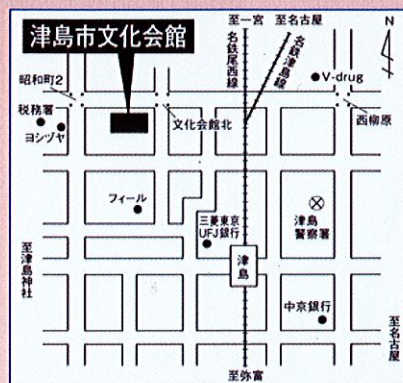 至一宮
至名古屋
N
津島市文化会館
名鉄尾西線
名鉄津島線
V-drug
昭和町2
税務署
ヨシヅヤ
文化会館北
西柳原
フィール
三菱東京
UFJ銀行
津島
警察署
至津島神社
津島
中京銀行
至名古屋
至弥富